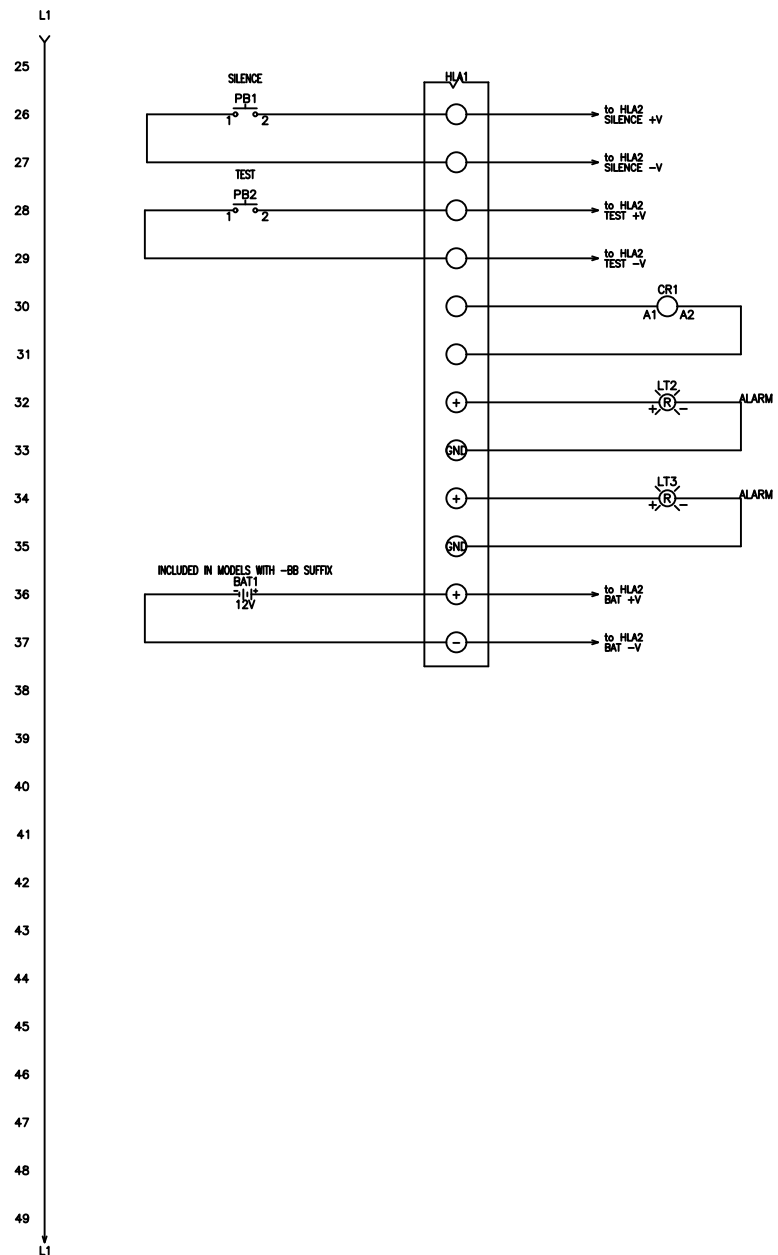 L1
25
SILENCE
HLA1
PB1
26
1 2
to HLA2
SILENCE +V
27
to HLA2
SILENCE -V
TEST
PB2
28
1 2
to HLA2
TEST +V
29
to HLA2
TEST -V
CR1
30
A1 A2
31
LT2
32
+
+ R -
ALARM
33
GND
LT3
34
+
+ R -
ALARM
35
GND
INCLUDED IN MODELS WITH -BB SUFFIX
BAT1
36
- +
12V
+
to HLA2
BAT +V
37
-
to HLA2
BAT -V
38
39
40
41
42
43
44
45
46
47
48
49
L1